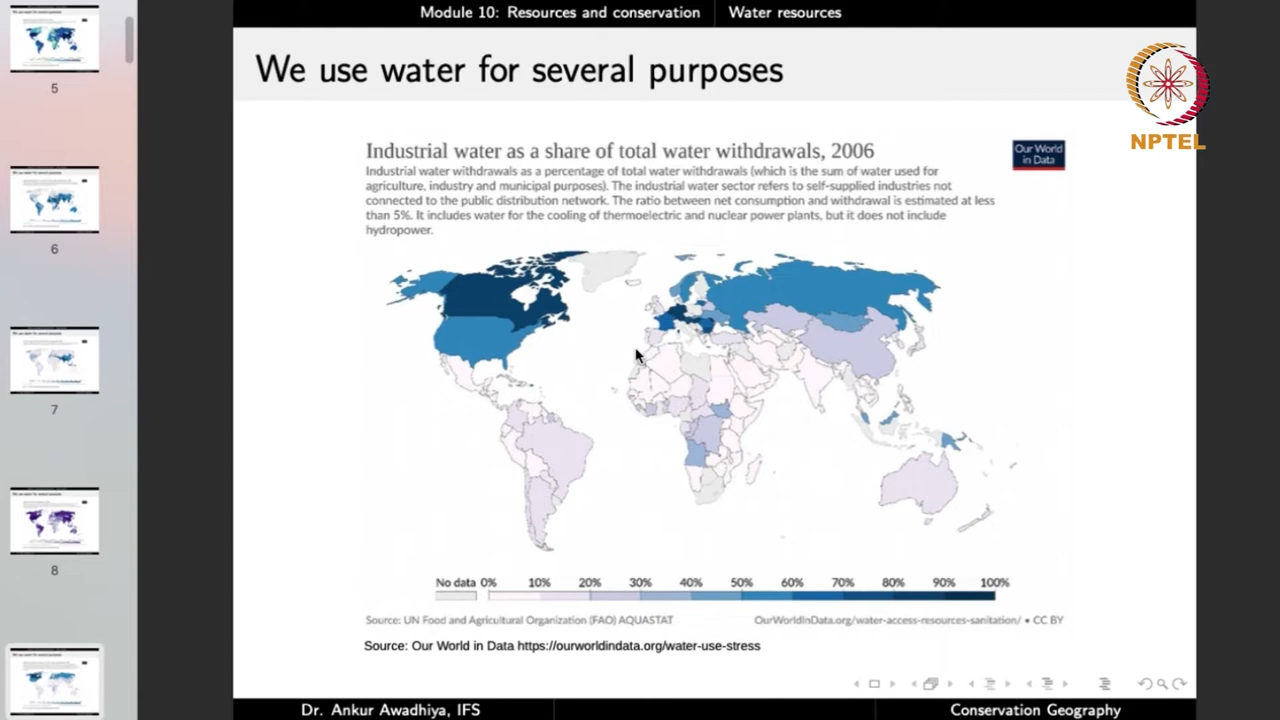 Module 10: Resources and conservation Water resources
We use water for several purposes
NPTEL
Industrial water as a share of total water withdrawals, 2006
Our World
in Data
Industrial water withdrawals as a percentage of total water withdrawals (which is the sum of water used for
agriculture, industry and municipal purposes). The industrial water sector refers to self-supplied industries not
connected to the public distribution network. The ratio between net consumption and withdrawal is estimated at less
than 5%. It includes water for the cooling of thermoelectric and nuclear power plants, but it does not include
hydropower.
No data 0% 10% 20% 30% 40% 50% 60% 70% 80% 90% 100%
Source: UN Food and Agricultural Organization (FAO) AQUASTAT OurWorldInData.org/water-access-resources-sanitation/ • CC BY
Source: Our World in Data https://ourworldindata.org/water-use-stress
Dr. Ankur Awadhiya, IFS Conservation Geography
5
6
7
8